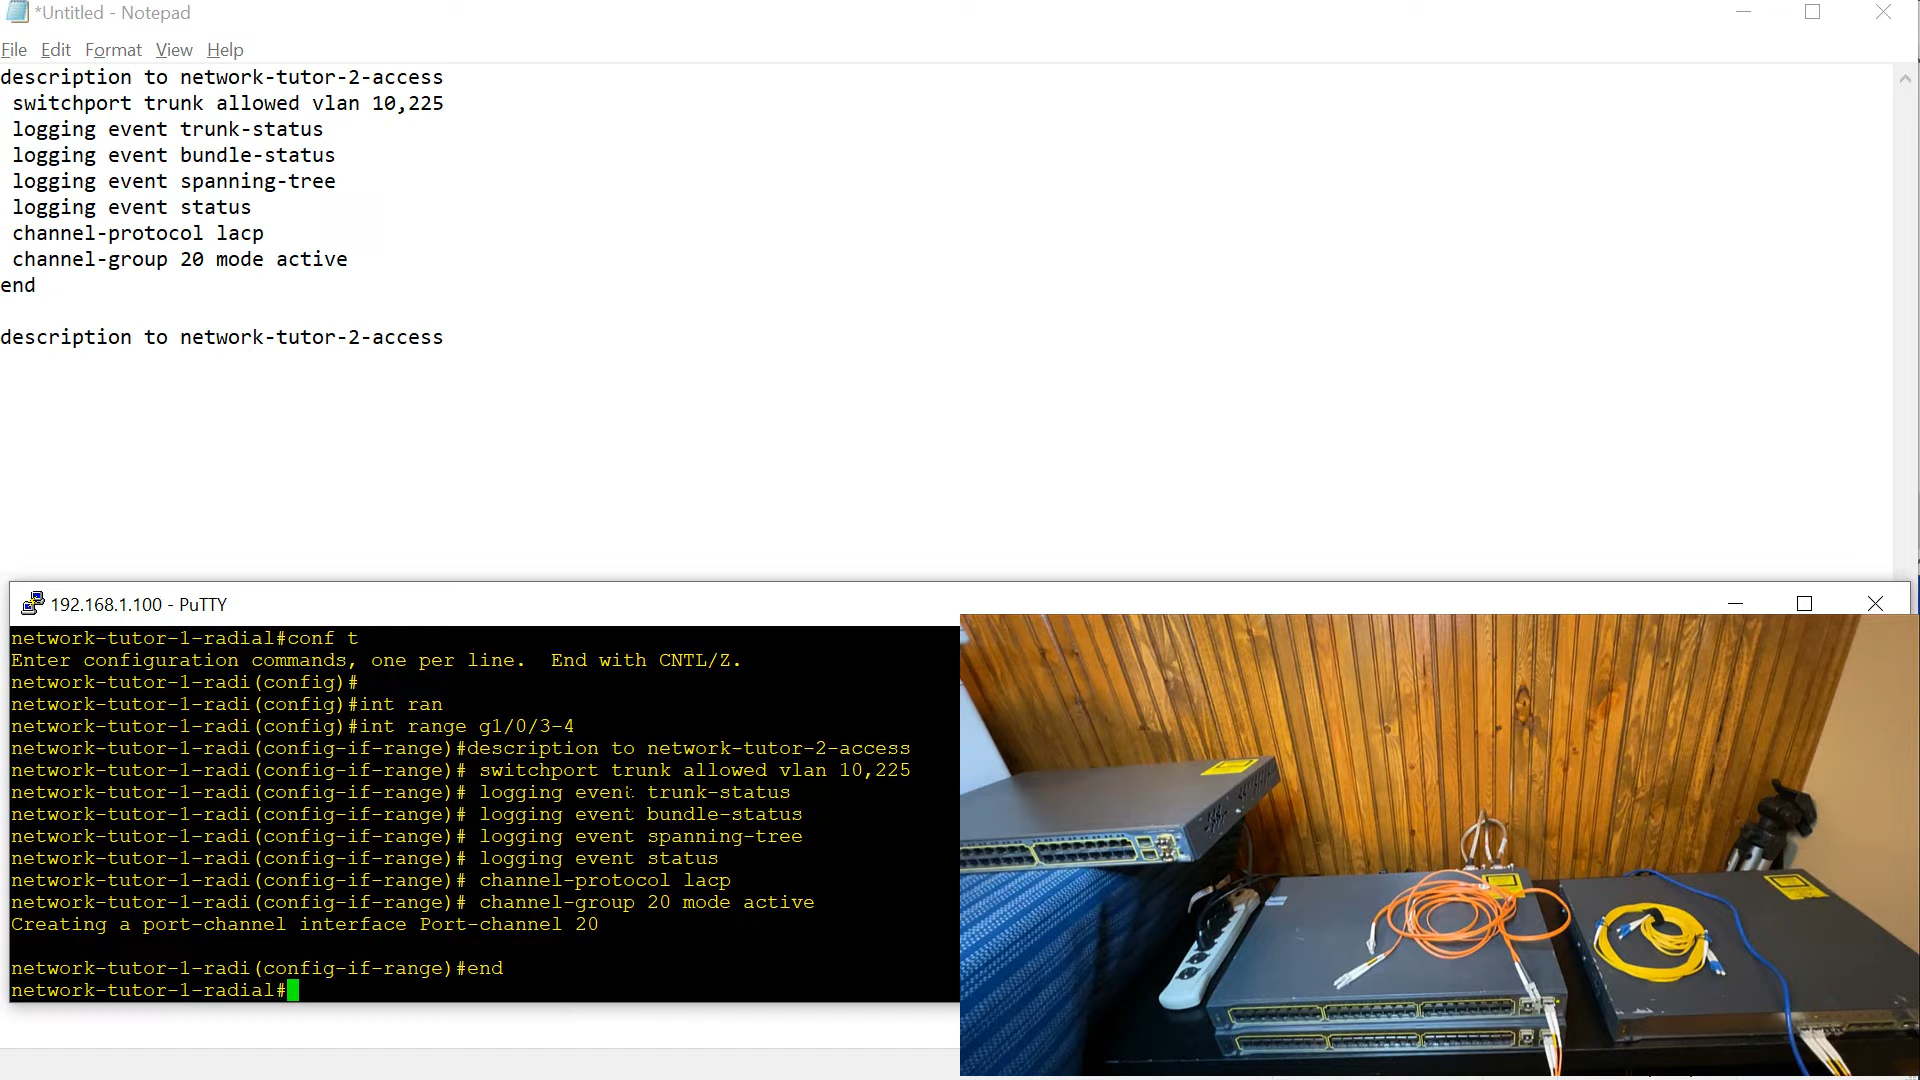 *Untitled - Notepad
File Edit Format View Help
description to network-tutor-2-access
 switchport trunk allowed vlan 10,225
 logging event trunk-status
 logging event bundle-status
 logging event spanning-tree
 logging event status
 channel-protocol lacp
 channel-group 20 mode active
end
description to network-tutor-2-access
192.168.1.100 - PuTTY
network-tutor-1-radial#conf t
Enter configuration commands, one per line.  End with CNTL/Z.
network-tutor-1-radi(config)#
network-tutor-1-radi(config)#int ran
network-tutor-1-radi(config)#int range g1/0/3-4
network-tutor-1-radi(config-if-range)#description to network-tutor-2-access
network-tutor-1-radi(config-if-range)# switchport trunk allowed vlan 10,225
network-tutor-1-radi(config-if-range)# logging event trunk-status
network-tutor-1-radi(config-if-range)# logging event bundle-status
network-tutor-1-radi(config-if-range)# logging event spanning-tree
network-tutor-1-radi(config-if-range)# logging event status
network-tutor-1-radi(config-if-range)# channel-protocol lacp
network-tutor-1-radi(config-if-range)# channel-group 20 mode active
Creating a port-channel interface Port-channel 20
network-tutor-1-radi(config-if-range)#end
network-tutor-1-radial#